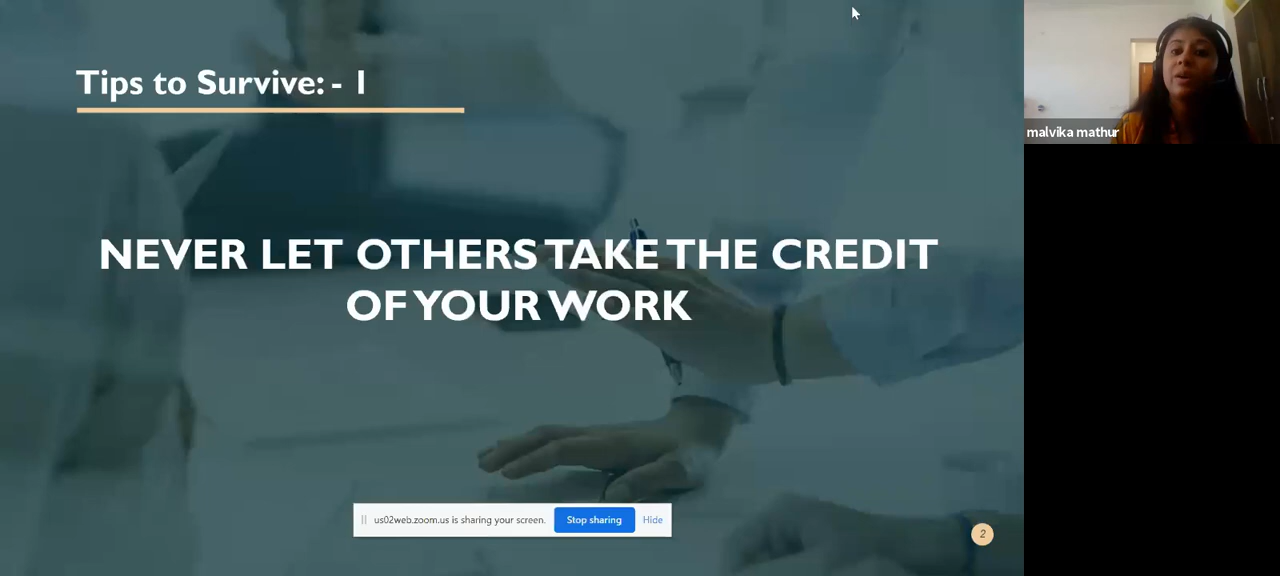 Tips to Survive: - 1
malvika mathur
NEVER LET OTHERS TAKE THE CREDIT
OF YOUR WORK
us02web.zoom.us is sharing your screen.
Stop sharing
Hide
2